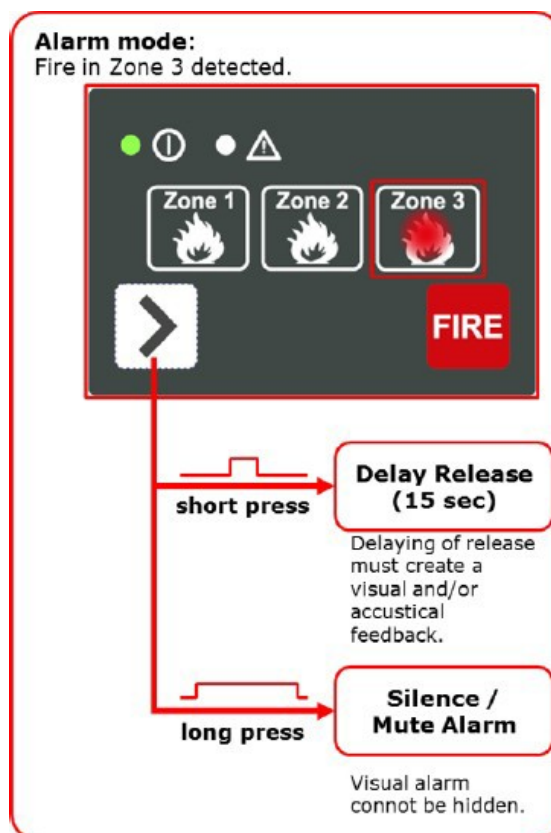 Alarm mode:
Fire in Zone 3 detected.
Zone 1 Zone 2 Zone 3
FIRE
short press
Delay Release
(15 sec)
Delaying of release
must create a
visual and/or
accustical
feedback.
long press
Silence /
Mute Alarm
Visual alarm
connot be hidden.